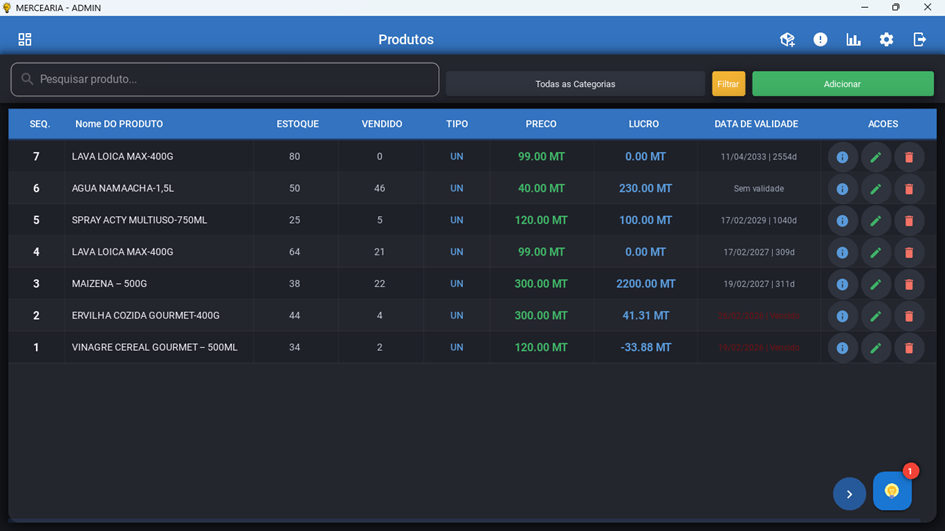 MERCEARIA - ADMIN
Produtos
Pesquisar produto...
Todas as Categorias
Filtrar
Adicionar
SEQ. Nome DO PRODUTO ESTOQUE VENDIDO TIPO PRECO LUCRO DATA DE VALIDADE ACOES
7 LAVA LOICA MAX-400G 80 0 UN 99.00 MT 0.00 MT 11/04/2033 | 2554d
6 AGUA NAMAACHA-1,5L 50 46 UN 40.00 MT 230.00 MT Sem validade
5 SPRAY ACTY MULTIUSO-750ML 25 5 UN 120.00 MT 100.00 MT 17/02/2029 | 1040d
4 LAVA LOICA MAX-400G 64 21 UN 99.00 MT 0.00 MT 17/02/2027 | 309d
3 MAIZENA – 500G 38 22 UN 300.00 MT 2200.00 MT 19/02/2027 | 311d
2 ERVILHA COZIDA GOURMET-400G 44 4 UN 300.00 MT 41.31 MT
1 VINAGRE CEREAL GOURMET – 500ML 34 2 UN 120.00 MT -33.88 MT
1